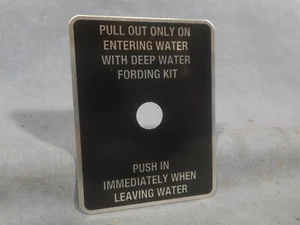 PULL OUT ONLY ON
ENTERING WATER
WITH DEEP WATER
FORDING KIT
PUSH IN
IMMEDIATELY WHEN
LEAVING WATER